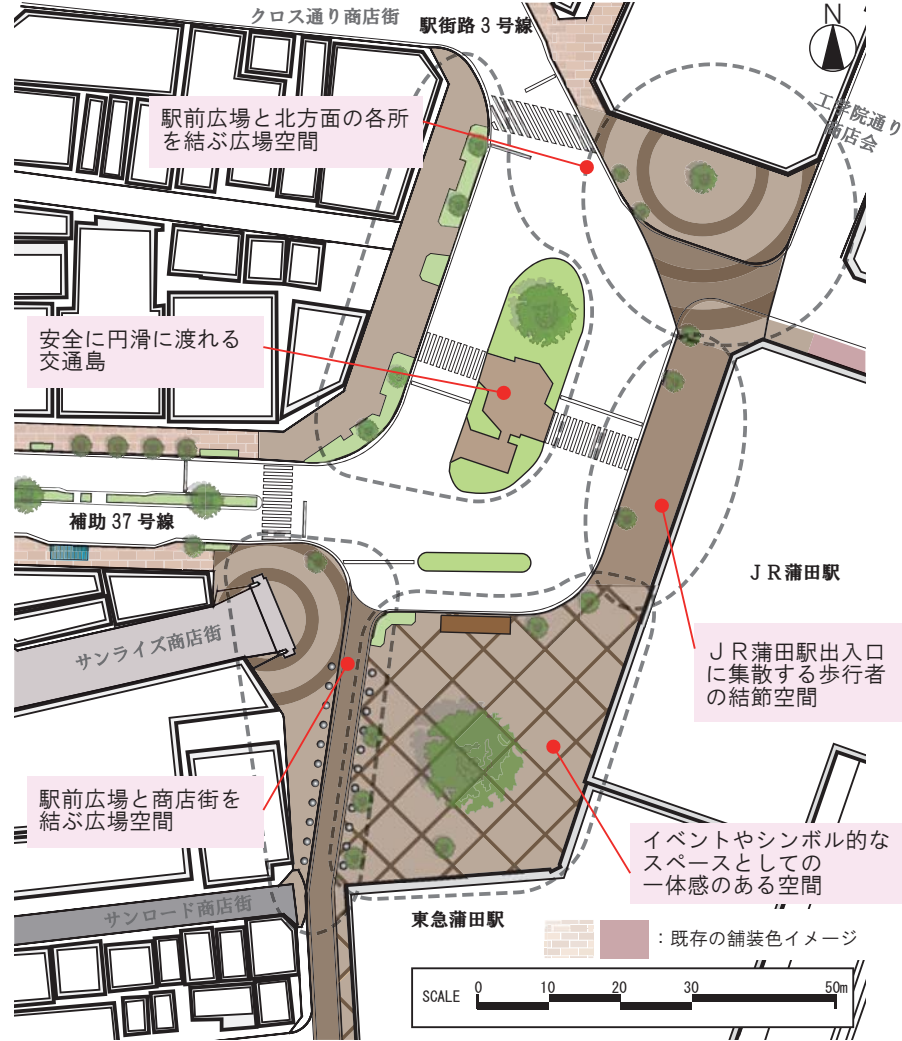 クロス通り商店街
駅街路３号線
N
工学院通り
商店会
駅前広場と北方面の各所
を結ぶ広場空間
安全に円滑に渡れる
交通島
補助 37 号線
ＪＲ蒲田駅
サンライズ商店街
ＪＲ蒲田駅出入口
に集散する歩行者
の結節空間
駅前広場と商店街を
結ぶ広場空間
イベントやシンボル的な
スペースとしての
一体感のある空間
サンロード商店街
東急蒲田駅
：既存の舗装色イメージ
SCALE 0 10 20 30 50m